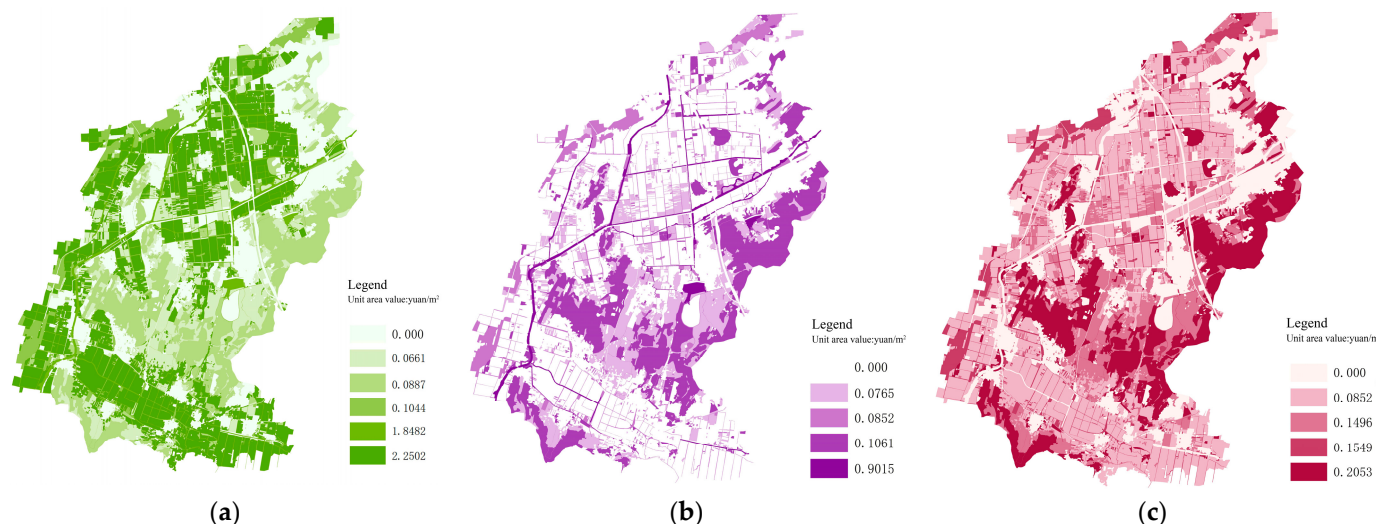 Legend
Unit area value:yuan/m²
0. 000
0. 0661
0. 0887
0. 1044
1. 8482
2. 2502
(a)
Legend
Unit area value:yuan/m²
0. 000
0. 0765
0. 0852
0. 1061
0. 9015
(b)
Legend
Unit area value:yuan/m
0. 000
0. 0852
0. 1496
0. 1549
0. 2053
(c)